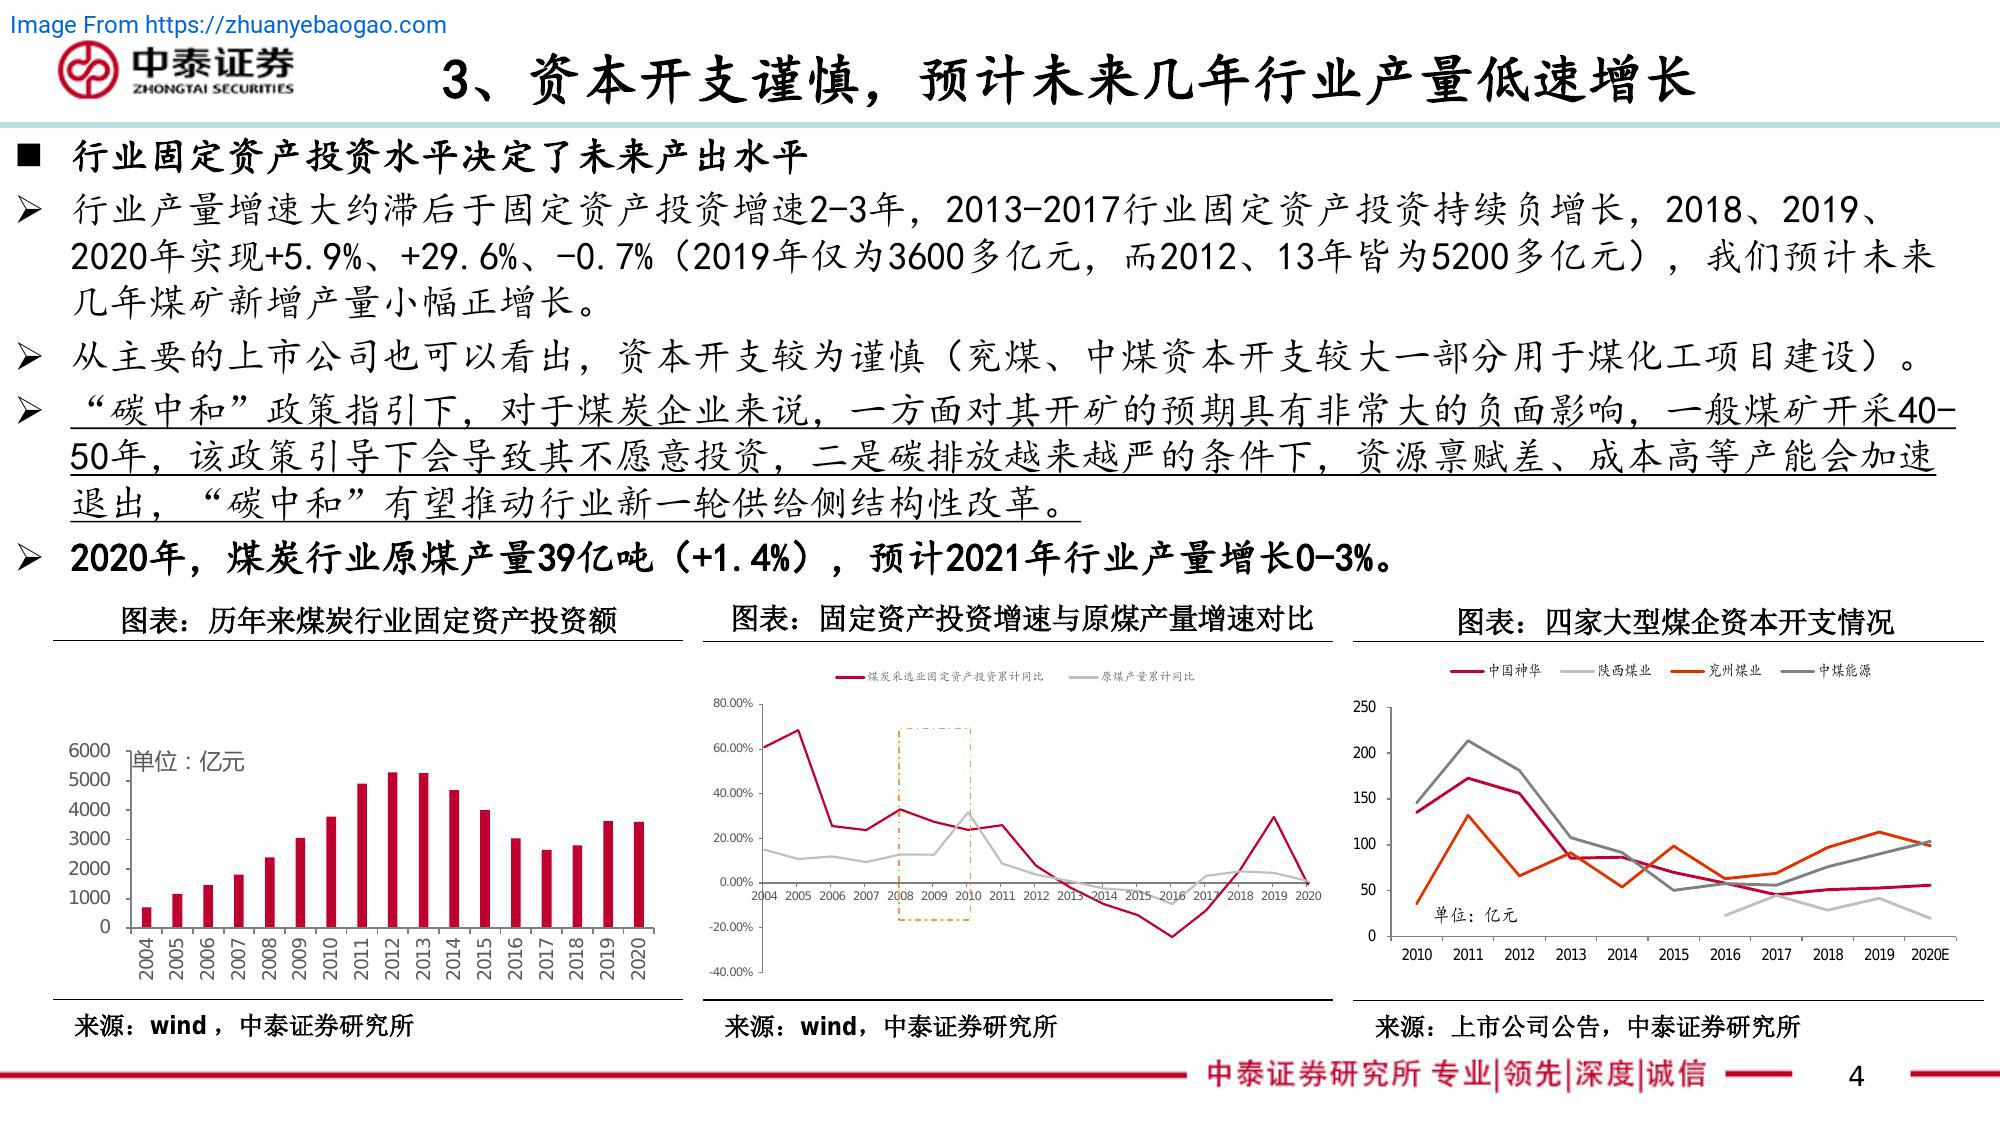 Image From https://zhuanyebaogao.com
中泰证券
ZHONGTAI SECURITIES
3、资本开支谨慎，预计未来几年行业产量低速增长
■ 行业固定资产投资水平决定了未来产出水平
➢ 行业产量增速大约滞后于固定资产投资增速2-3年，2013-2017行业固定资产投资持续负增长，2018、2019、
2020年实现+5.9%、+29.6%、-0.7%（2019年仅为3600多亿元，而2012、13年皆为5200多亿元），我们预计未来
几年煤矿新增产量小幅正增长。
➢ 从主要的上市公司也可以看出，资本开支较为谨慎（兖煤、中煤资本开支较大一部分用于煤化工项目建设）。
➢ “碳中和”政策指引下，对于煤炭企业来说，一方面对其开矿的预期具有非常大的负面影响，一般煤矿开采40-
50年，该政策引导下会导致其不愿意投资，二是碳排放越来越严的条件下，资源禀赋差、成本高等产能会加速
退出，“碳中和”有望推动行业新一轮供给侧结构性改革。
➢ 2020年，煤炭行业原煤产量39亿吨（+1.4%），预计2021年行业产量增长0-3%。
图表：历年来煤炭行业固定资产投资额
单位：亿元
6000
5000
4000
3000
2000
1000
0
2004 2005 2006 2007 2008 2009 2010 2011 2012 2013 2014 2015 2016 2017 2018 2019 2020
来源：wind，中泰证券研究所
图表：固定资产投资增速与原煤产量增速对比
煤炭采选业固定资产投资累计同比 原煤产量累计同比
80.00%
60.00%
40.00%
20.00%
0.00%
-20.00%
-40.00%
2004 2005 2006 2007 2008 2009 2010 2011 2012 2013 2014 2015 2016 2017 2018 2019 2020
来源：wind，中泰证券研究所
图表：四家大型煤企资本开支情况
中国神华 陕西煤业 兖州煤业 中煤能源
250
200
150
100
50
0
单位：亿元
2010 2011 2012 2013 2014 2015 2016 2017 2018 2019 2020E
来源：上市公司公告，中泰证券研究所
中泰证券研究所 专业|领先|深度|诚信
4